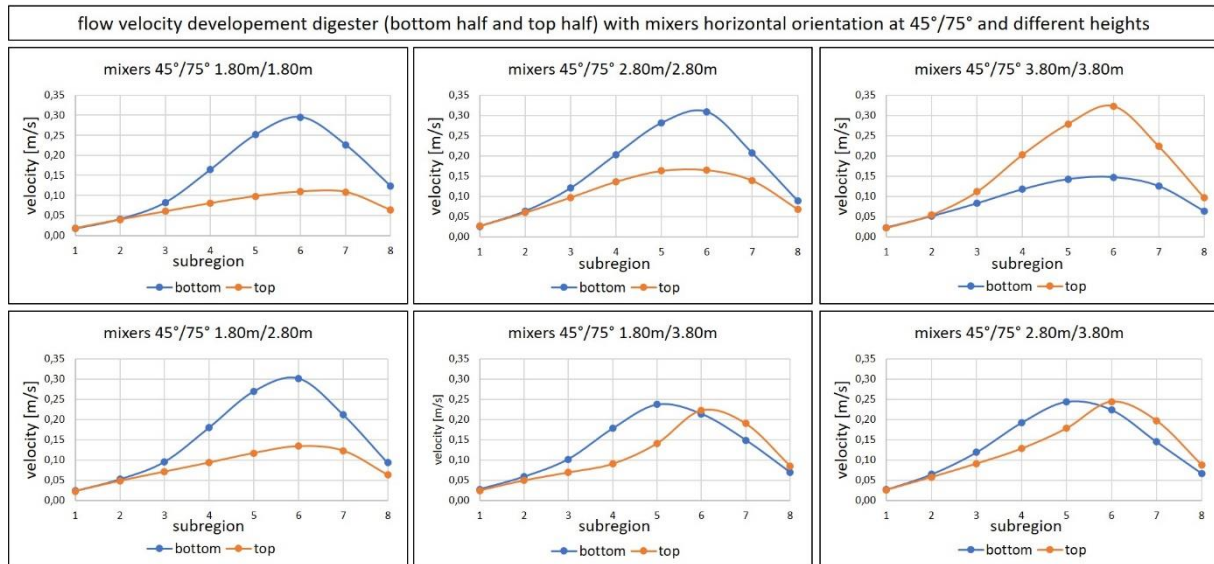 flow velocity developement digester (bottom half and top half) with mixers horizontal orientation at 45°/75° and different heights
mixers 45°/75° 1.80m/1.80m
velocity [m/s]
0,35
0,30
0,25
0,20
0,15
0,10
0,05
0,00
1 2 3 4 5 6 7 8
subregion
bottom top
mixers 45°/75° 2.80m/2.80m
velocity [m/s]
0,35
0,30
0,25
0,20
0,15
0,10
0,05
0,00
1 2 3 4 5 6 7 8
subregion
bottom top
mixers 45°/75° 3.80m/3.80m
velocity [m/s]
0,35
0,30
0,25
0,20
0,15
0,10
0,05
0,00
1 2 3 4 5 6 7 8
subregion
bottom top
mixers 45°/75° 1.80m/2.80m
velocity [m/s]
0,35
0,30
0,25
0,20
0,15
0,10
0,05
0,00
1 2 3 4 5 6 7 8
subregion
bottom top
mixers 45°/75° 1.80m/3.80m
velocity [m/s]
0,35
0,30
0,25
0,20
0,15
0,10
0,05
0,00
1 2 3 4 5 6 7 8
subregion
bottom top
mixers 45°/75° 2.80m/3.80m
velocity [m/s]
0,35
0,30
0,25
0,20
0,15
0,10
0,05
0,00
1 2 3 4 5 6 7 8
subregion
bottom top